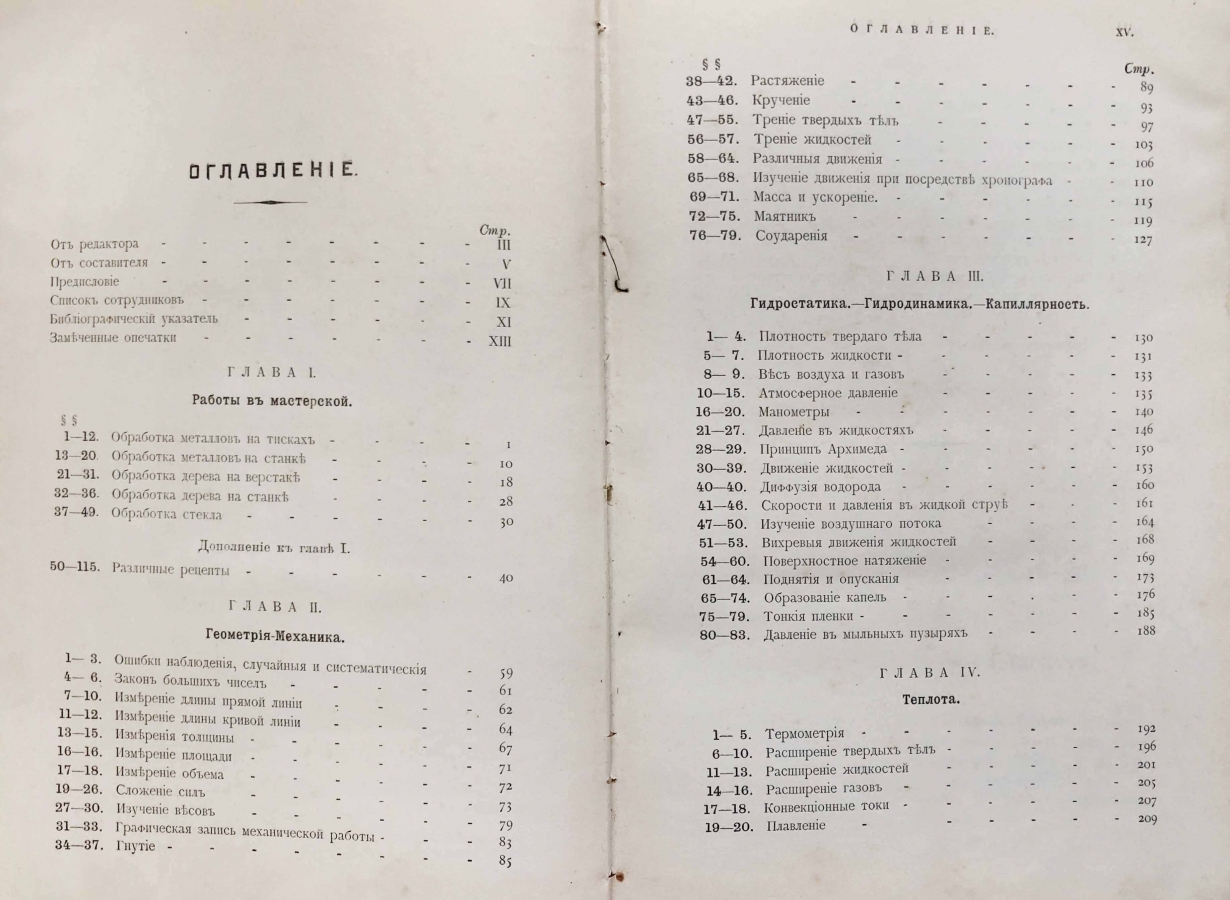 ОГЛАВЛЕНІЕ.
Стр.
Отъ редактора - - - - - - - - III
Отъ составителя - - - - - - - - V
Предисловіе - - - - - - - - VII
Списокъ сотрудниковъ - - - - - - - IX
Библіографическій указатель - - - - - - XI
Замѣченные опечатки - - - - - - - XIII
ГЛАВА I.
Работы въ мастерской.
§ §
1—12. Обработка металловъ на тискахъ - - - - 1
13—20. Обработка металловъ на станкѣ - - - - 10
21—31. Обработка дерева на верстакѣ - - - - 18
32—36. Обработка дерева на станкѣ - - - - 28
37—49. Обработка стекла - - - - - - 30
Дополненіе къ главѣ I.
50—115. Различные рецепты - - - - - - 40
ГЛАВА II.
Геометрія-Механика.
1— 3. Ошибки наблюденія, случайныя и систематическія - 59
4— 6. Законъ большихъ чиселъ - - - - - 61
7—10. Измѣреніе длины прямой линіи - - - - 62
11—12. Измѣреніе длины кривой линіи - - - - 64
13—15. Измѣренія толщины - - - - - - 67
16—16. Измѣреніе площади - - - - - - 71
17—18. Измѣреніе объема - - - - - - 72
19—26. Сложеніе силъ - - - - - - 73
27—30. Изученіе вѣсовъ - - - - - - 79
31—33. Графическая запись механической работы - - - 83
34—37. Гнутіе - - - - - - - - 85
ОГЛАВЛЕНІЕ. XV.
§ § Стр.
38—42. Растяженіе - - - - - - - 89
43—46. Крученіе - - - - - - - 93
47—55. Треніе твердыхъ тѣлъ - - - - - 97
56—57. Треніе жидкостей - - - - - - 103
58—64. Различныя движенія - - - - - - 106
65—68. Изученіе движенія при посредствѣ хронографа - - 110
69—71. Масса и ускореніе. - - - - - - 115
72—75. Маятникъ - - - - - - - 119
76—79. Соударенія - - - - - - - 127
ГЛАВА III.
Гидростатика.—Гидродинамика.—Капиллярность.
1— 4. Плотность твердаго тѣла - - - - - 130
5— 7. Плотность жидкости - - - - - - 131
8— 9. Вѣсъ воздуха и газовъ - - - - - 133
10—15. Атмосферное давленіе - - - - - 135
16—20. Манометры - - - - - - - 140
21—27. Давленіе въ жидкостяхъ - - - - - 146
28—29. Принципъ Архимеда - - - - - - 150
30—39. Движеніе жидкостей - - - - - - 153
40—40. Диффузія водорода - - - - - - 160
41—46. Скорости и давленія въ жидкой струѣ - - - 161
47—50. Изученіе воздушнаго потока - - - - 164
51—53. Вихревыя движенія жидкостей - - - - 168
54—60. Поверхностное натяженіе - - - - - 169
61—64. Поднятія и опусканія - - - - - 173
65—74. Образованіе капель - - - - - - 176
75—79. Тонкія пленки - - - - - - - 185
80—83. Давленіе въ мыльныхъ пузыряхъ - - - - 188
ГЛАВА IV.
Теплота.
1— 5. Термометрія - - - - - - - 192
6—10. Расширеніе твердыхъ тѣлъ - - - - - 196
11—13. Расширеніе жидкостей - - - - - 201
14—16. Расширеніе газовъ - - - - - - 205
17—18. Конвекціонные токи - - - - - - 207
19—20. Плавленіе - - - - - - 209